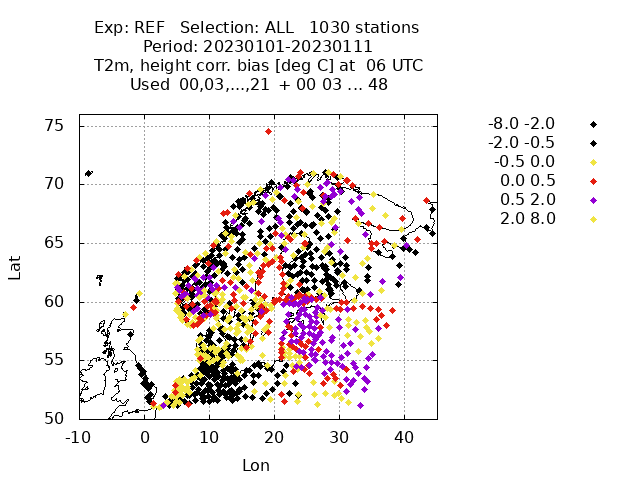 Exp: REF   Selection: ALL   1030 stations
Period: 20230101-20230111
T2m, height corr. bias [deg C] at  06 UTC
Used  00,03,...,21  + 00 03 ... 48
-8.0 -2.0
-2.0 -0.5
-0.5 0.0
0.0 0.5
0.5 2.0
2.0 8.0
75
70
65
60
55
50
Lat
-10 0 10 20 30 40
Lon